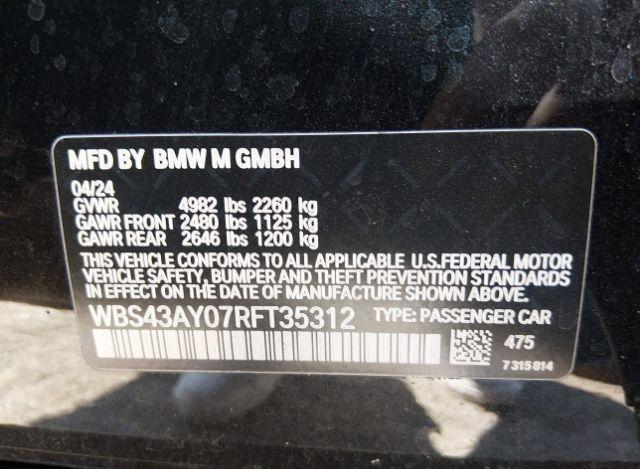 MFD BY BMW M GMBH
04/24
GVWR 4982 lbs 2260 kg
GAWR FRONT 2480 lbs 1125 kg
GAWR REAR 2646 lbs 1200 kg
THIS VEHICLE CONFORMS TO ALL APPLICABLE U.S.FEDERAL MOTOR
VEHICLE SAFETY, BUMPER AND THEFT PREVENTION STANDARDS
IN EFFECT ON THE DATE OF MANUFACTURE SHOWN ABOVE.
WBS43AY07RFT35312 TYPE: PASSENGER CAR
475
7 315 814